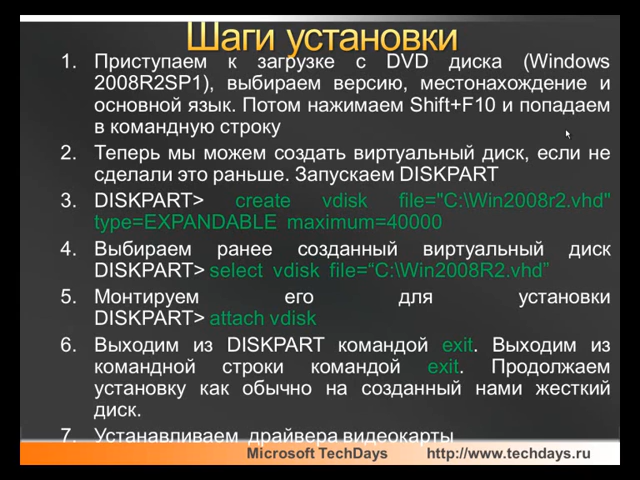 Шаги установки
1. Приступаем к загрузке с DVD диска (Windows
2008R2SP1), выбираем версию, местонахождение и
основной язык. Потом нажимаем Shift+F10 и попадаем
в командную строку
2. Теперь мы можем создать виртуальный диск, если не
сделали это раньше. Запускаем DISKPART
3. DISKPART> create vdisk file="C:\Win2008r2.vhd"
type=EXPANDABLE maximum=40000
4. Выбираем ранее созданный виртуальный диск
DISKPART> select vdisk file=“C:\Win2008R2.vhd”
5. Монтируем его для установки
DISKPART> attach vdisk
6. Выходим из DISKPART командой exit. Выходим из
командной строки командой exit. Продолжаем
установку как обычно на созданный нами жесткий
диск.
7. Устанавливаем драйвера видеокарты
Microsoft TechDays http://www.techdays.ru